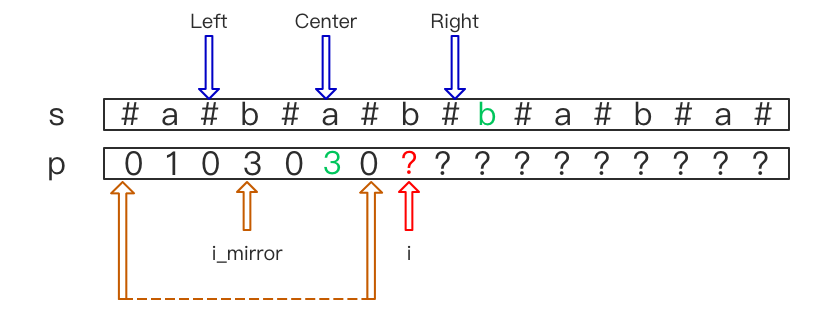 Left Center Right
s # a # b # a # b # b # a # b # a #
p 0 1 0 3 0 3 0 ? ? ? ? ? ? ? ? ? ?
i_mirror i